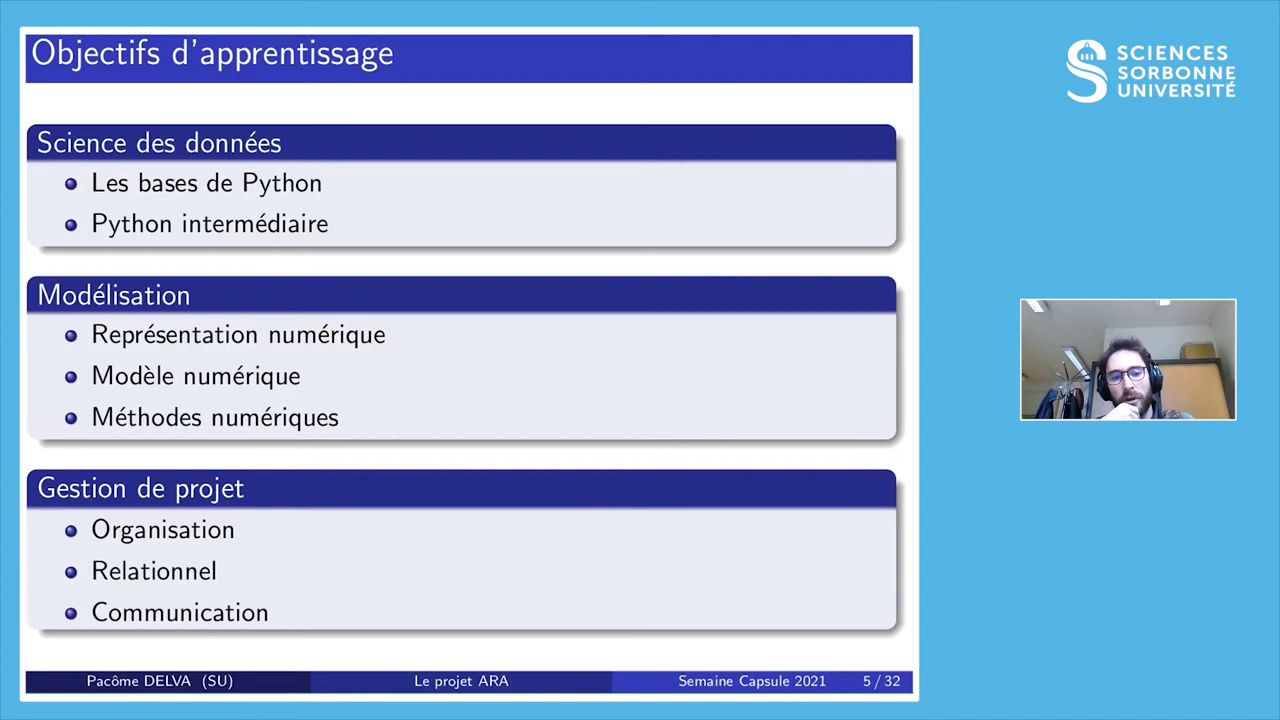 Objectifs d'apprentissage
Science des données
Les bases de Python
Python intermédiaire
Modélisation
Représentation numérique
Modèle numérique
Méthodes numériques
Gestion de projet
Organisation
Relationnel
Communication
Pacôme DELVA (SU)
Le projet ARA
Semaine Capsule 2021
5 / 32
SCIENCES
SORBONNE
UNIVERSITÉ